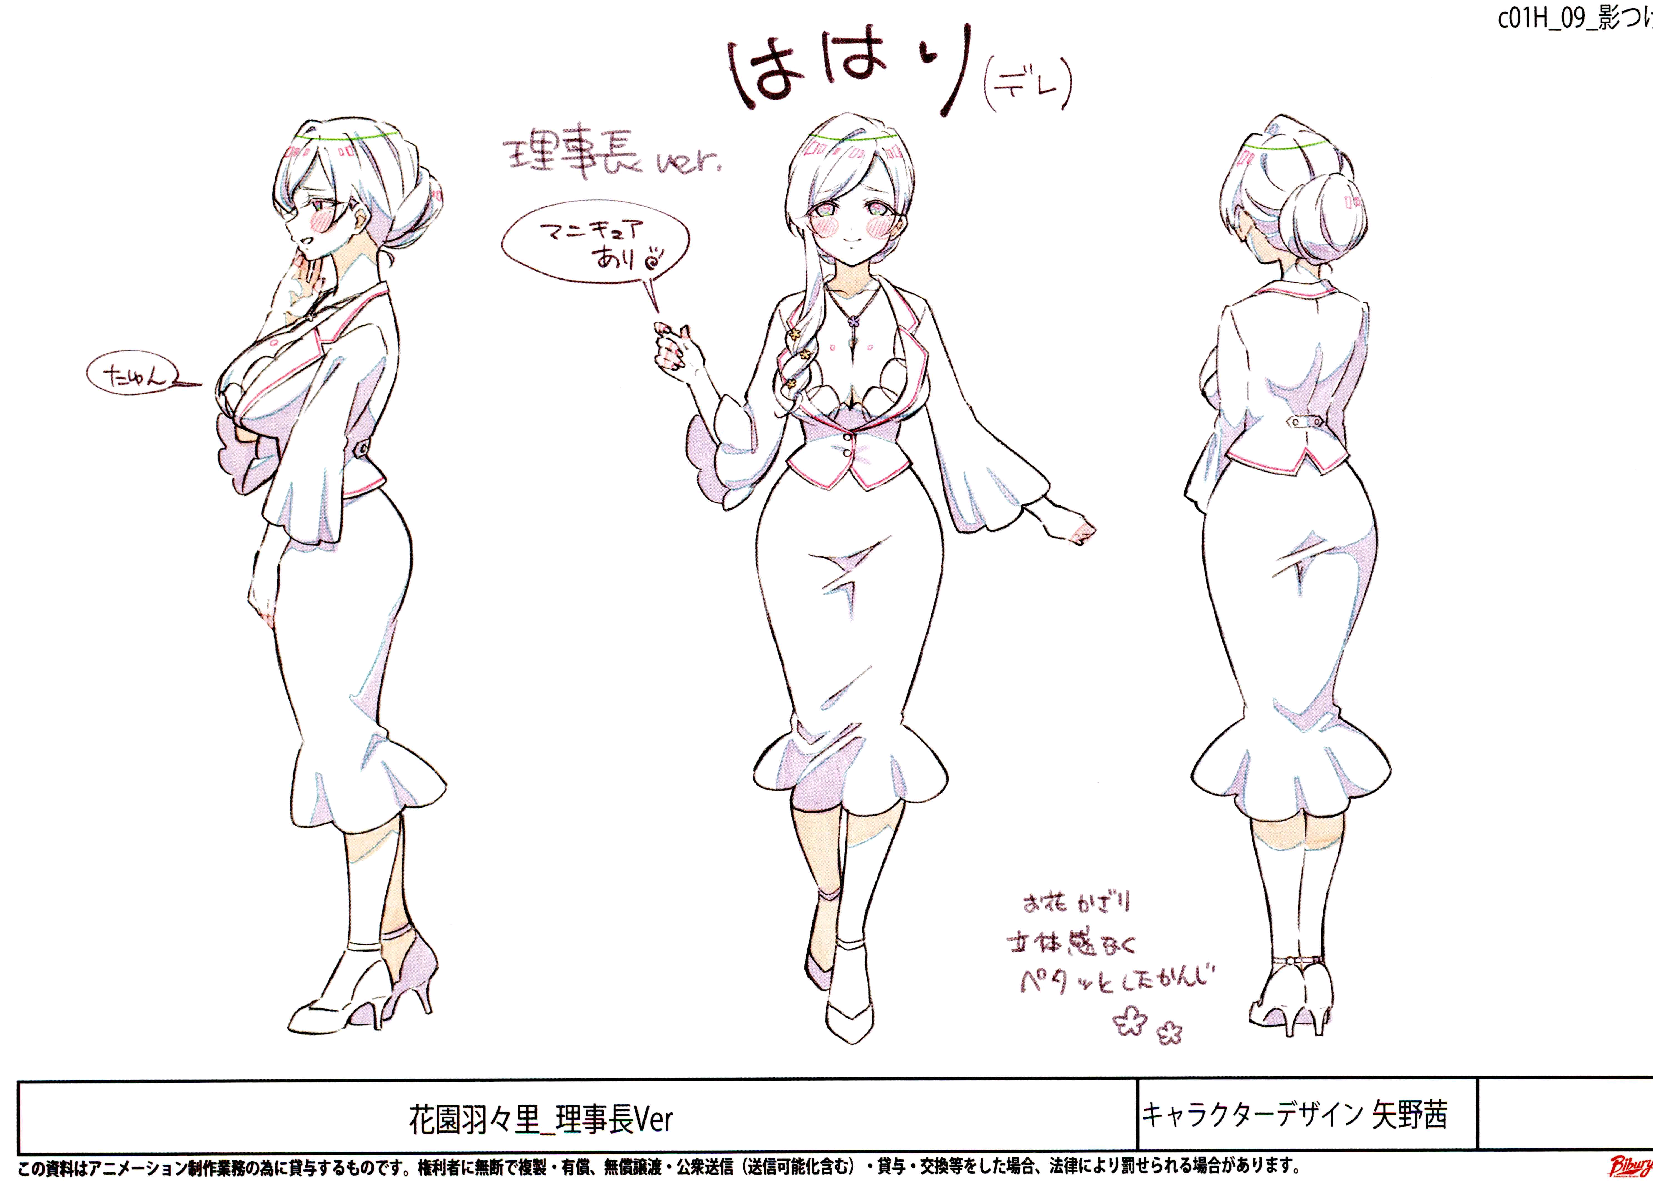 c01H_09_影つけ
ははり(デレ)
理事長 ver.
マニキュア
あり
たゆん
お花かざり
立体感なく
ペタッとしたかんじ
花園羽々里_理事長Ver
キャラクターデザイン 矢野茜
この資料はアニメーション制作業務の為に貸与するものです。権利者に無断で複製・有償、無償譲渡・公衆送信（送信可能化含む）・貸与・交換等をした場合、法律により罰せられる場合があります。
Bibury